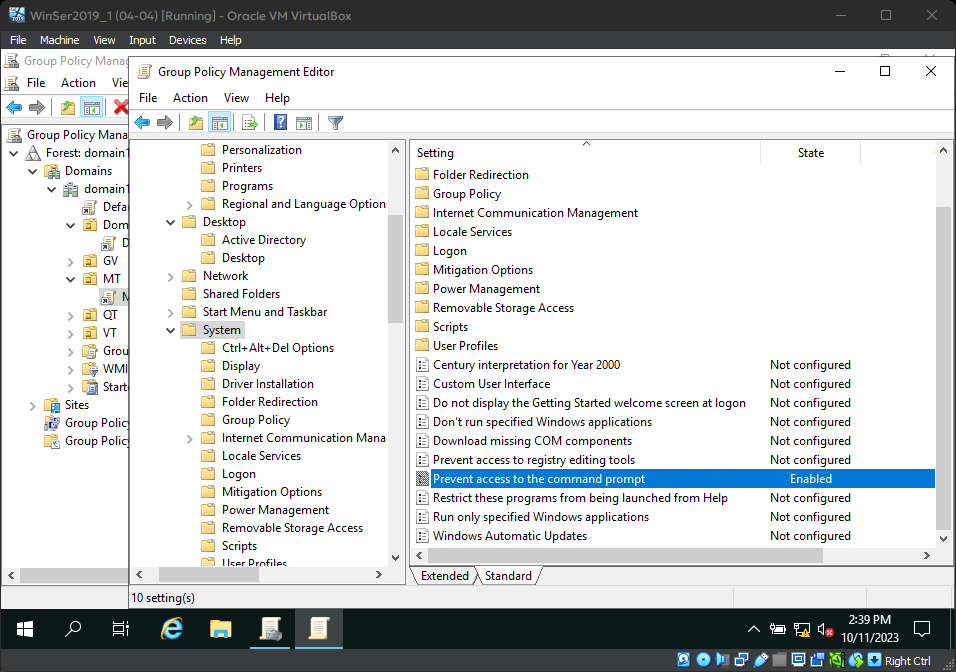 WinSer2019_1 (04-04) [Running] - Oracle VM VirtualBox
File Machine View Input Devices Help
Group Policy Mana
Group Policy Management Editor
File Action Vie
File Action View Help
Group Policy Mana
Forest: domain1
Domains
domain1
Defau
Dom
D
GV
MT
M
QT
VT
Grou
WMI
Starte
Sites
Group Policy
Group Policy
Personalization
Printers
Programs
Regional and Language Option
Desktop
Active Directory
Desktop
Network
Shared Folders
Start Menu and Taskbar
System
Ctrl+Alt+Del Options
Display
Driver Installation
Folder Redirection
Group Policy
Internet Communication Mana
Locale Services
Logon
Mitigation Options
Power Management
Removable Storage Access
Scripts
User Profiles
Setting State
Folder Redirection
Group Policy
Internet Communication Management
Locale Services
Logon
Mitigation Options
Power Management
Removable Storage Access
Scripts
User Profiles
Century interpretation for Year 2000 Not configured
Custom User Interface Not configured
Do not display the Getting Started welcome screen at logon Not configured
Don't run specified Windows applications Not configured
Download missing COM components Not configured
Prevent access to registry editing tools Not configured
Prevent access to the command prompt Enabled
Restrict these programs from being launched from Help Not configured
Run only specified Windows applications Not configured
Windows Automatic Updates Not configured
Extended Standard
10 setting(s)
2:39 PM
10/11/2023
Right Ctrl